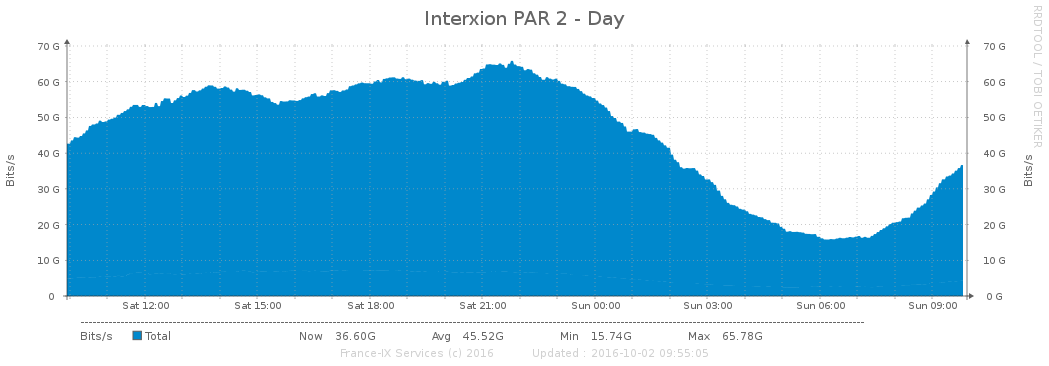 Interxion PAR 2 - Day
RRDTOOL / TOBI OETIKER
70 G 70 G
60 G 60 G
50 G 50 G
40 G 40 G
30 G 30 G
20 G 20 G
10 G 10 G
0 0 G
Bits/s
Bits/s
Sat 12:00 Sat 15:00 Sat 18:00 Sat 21:00 Sun 00:00 Sun 03:00 Sun 06:00 Sun 09:00
Bits/s Total Now 36.60G Avg 45.52G Min 15.74G Max 65.78G
France-IX Services (c) 2016 Updated : 2016-10-02 09:55:05